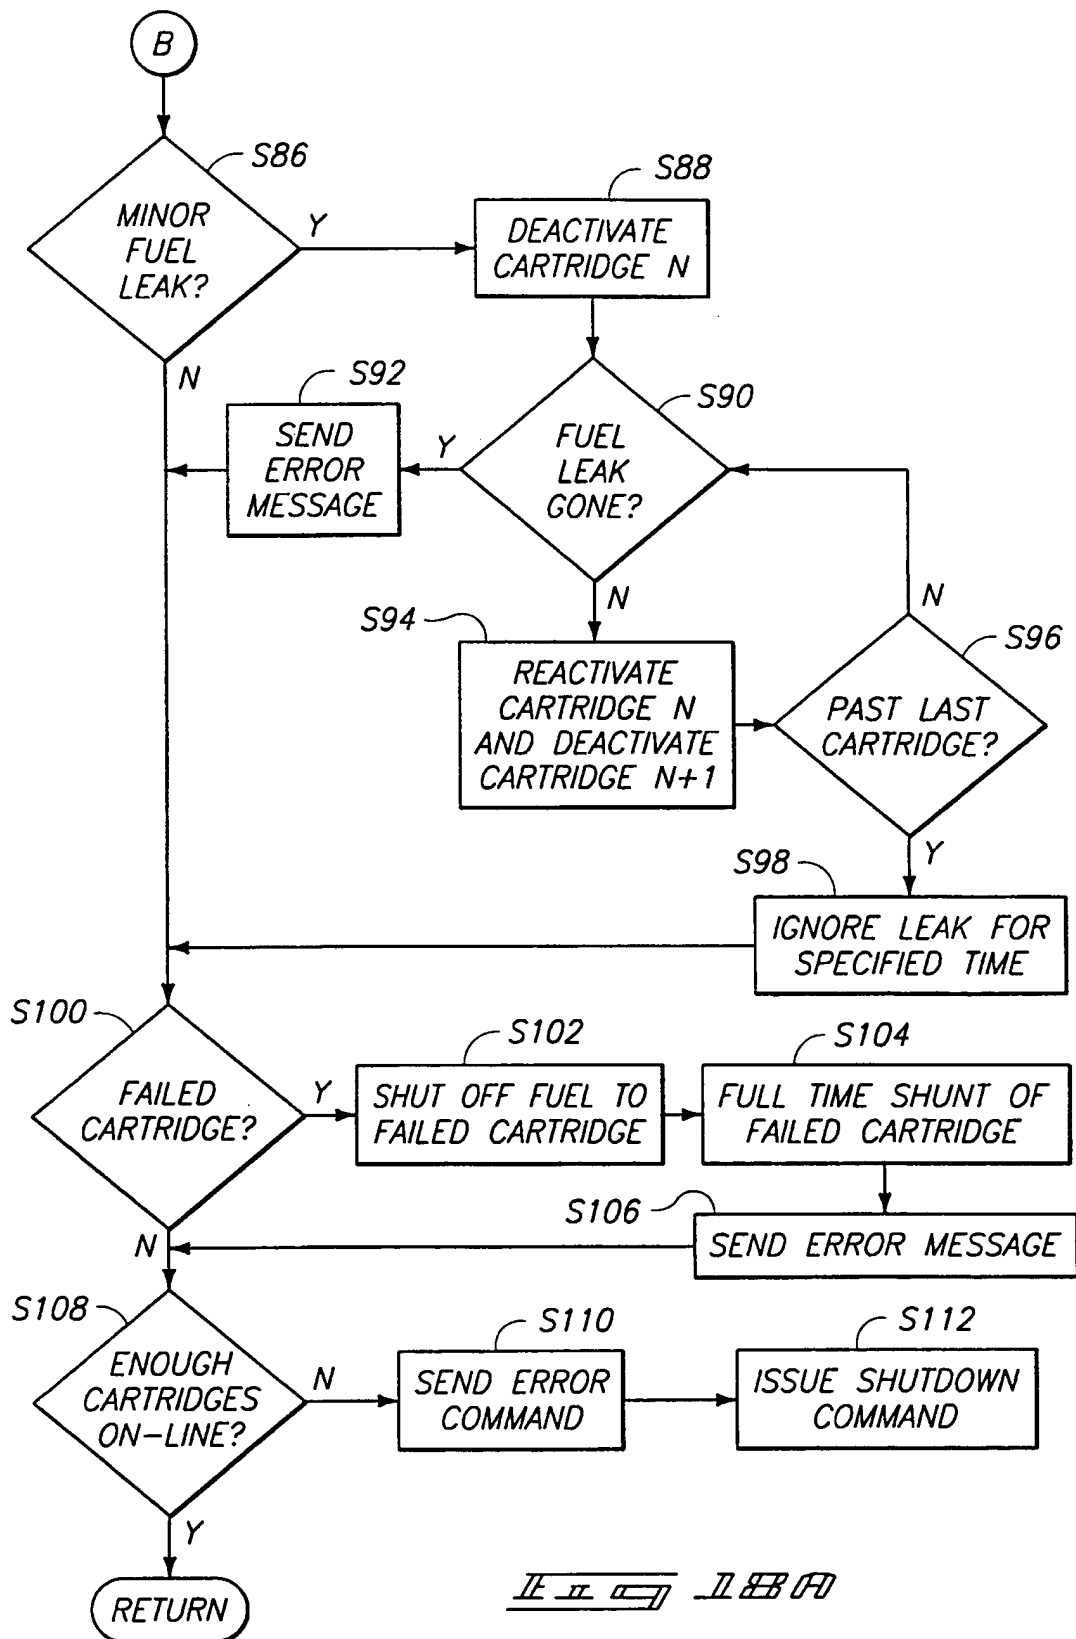 B
S86
MINOR
FUEL
LEAK?
Y
N
S88
DEACTIVATE
CARTRIDGE N
S92
SEND
ERROR
MESSAGE
Y
S90
FUEL
LEAK
GONE?
N
S94
REACTIVATE
CARTRIDGE N
AND DEACTIVATE
CARTRIDGE N+1
N
S96
PAST LAST
CARTRIDGE?
Y
S98
IGNORE LEAK FOR
SPECIFIED TIME
S100
FAILED
CARTRIDGE?
Y
N
S102
SHUT OFF FUEL TO
FAILED CARTRIDGE
S104
FULL TIME SHUNT OF
FAILED CARTRIDGE
S106
SEND ERROR MESSAGE
S108
ENOUGH
CARTRIDGES
ON-LINE?
N
Y
S110
SEND ERROR
COMMAND
S112
ISSUE SHUTDOWN
COMMAND
RETURN
FIG 18A